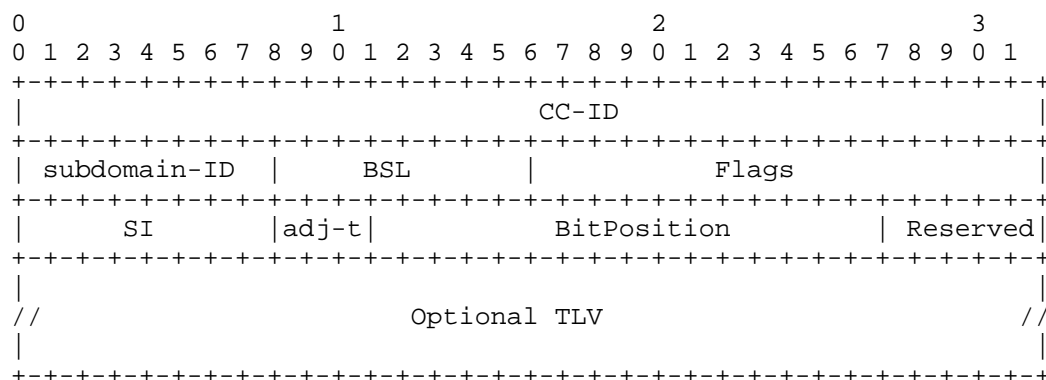 0                   1                   2                   3
0 1 2 3 4 5 6 7 8 9 0 1 2 3 4 5 6 7 8 9 0 1 2 3 4 5 6 7 8 9 0 1
+-+-+-+-+-+-+-+-+-+-+-+-+-+-+-+-+-+-+-+-+-+-+-+-+-+-+-+-+-+-+-+-+
|                                CC-ID                          |
+-+-+-+-+-+-+-+-+-+-+-+-+-+-+-+-+-+-+-+-+-+-+-+-+-+-+-+-+-+-+-+-+
| subdomain-ID  |     BSL       |           Flags               |
+-+-+-+-+-+-+-+-+-+-+-+-+-+-+-+-+-+-+-+-+-+-+-+-+-+-+-+-+-+-+-+-+
|      SI       |adj-t|           BitPosition         | Reserved|
+-+-+-+-+-+-+-+-+-+-+-+-+-+-+-+-+-+-+-+-+-+-+-+-+-+-+-+-+-+-+-+-+
|                                                               |
//                       Optional TLV                          //
|                                                               |
+-+-+-+-+-+-+-+-+-+-+-+-+-+-+-+-+-+-+-+-+-+-+-+-+-+-+-+-+-+-+-+-+